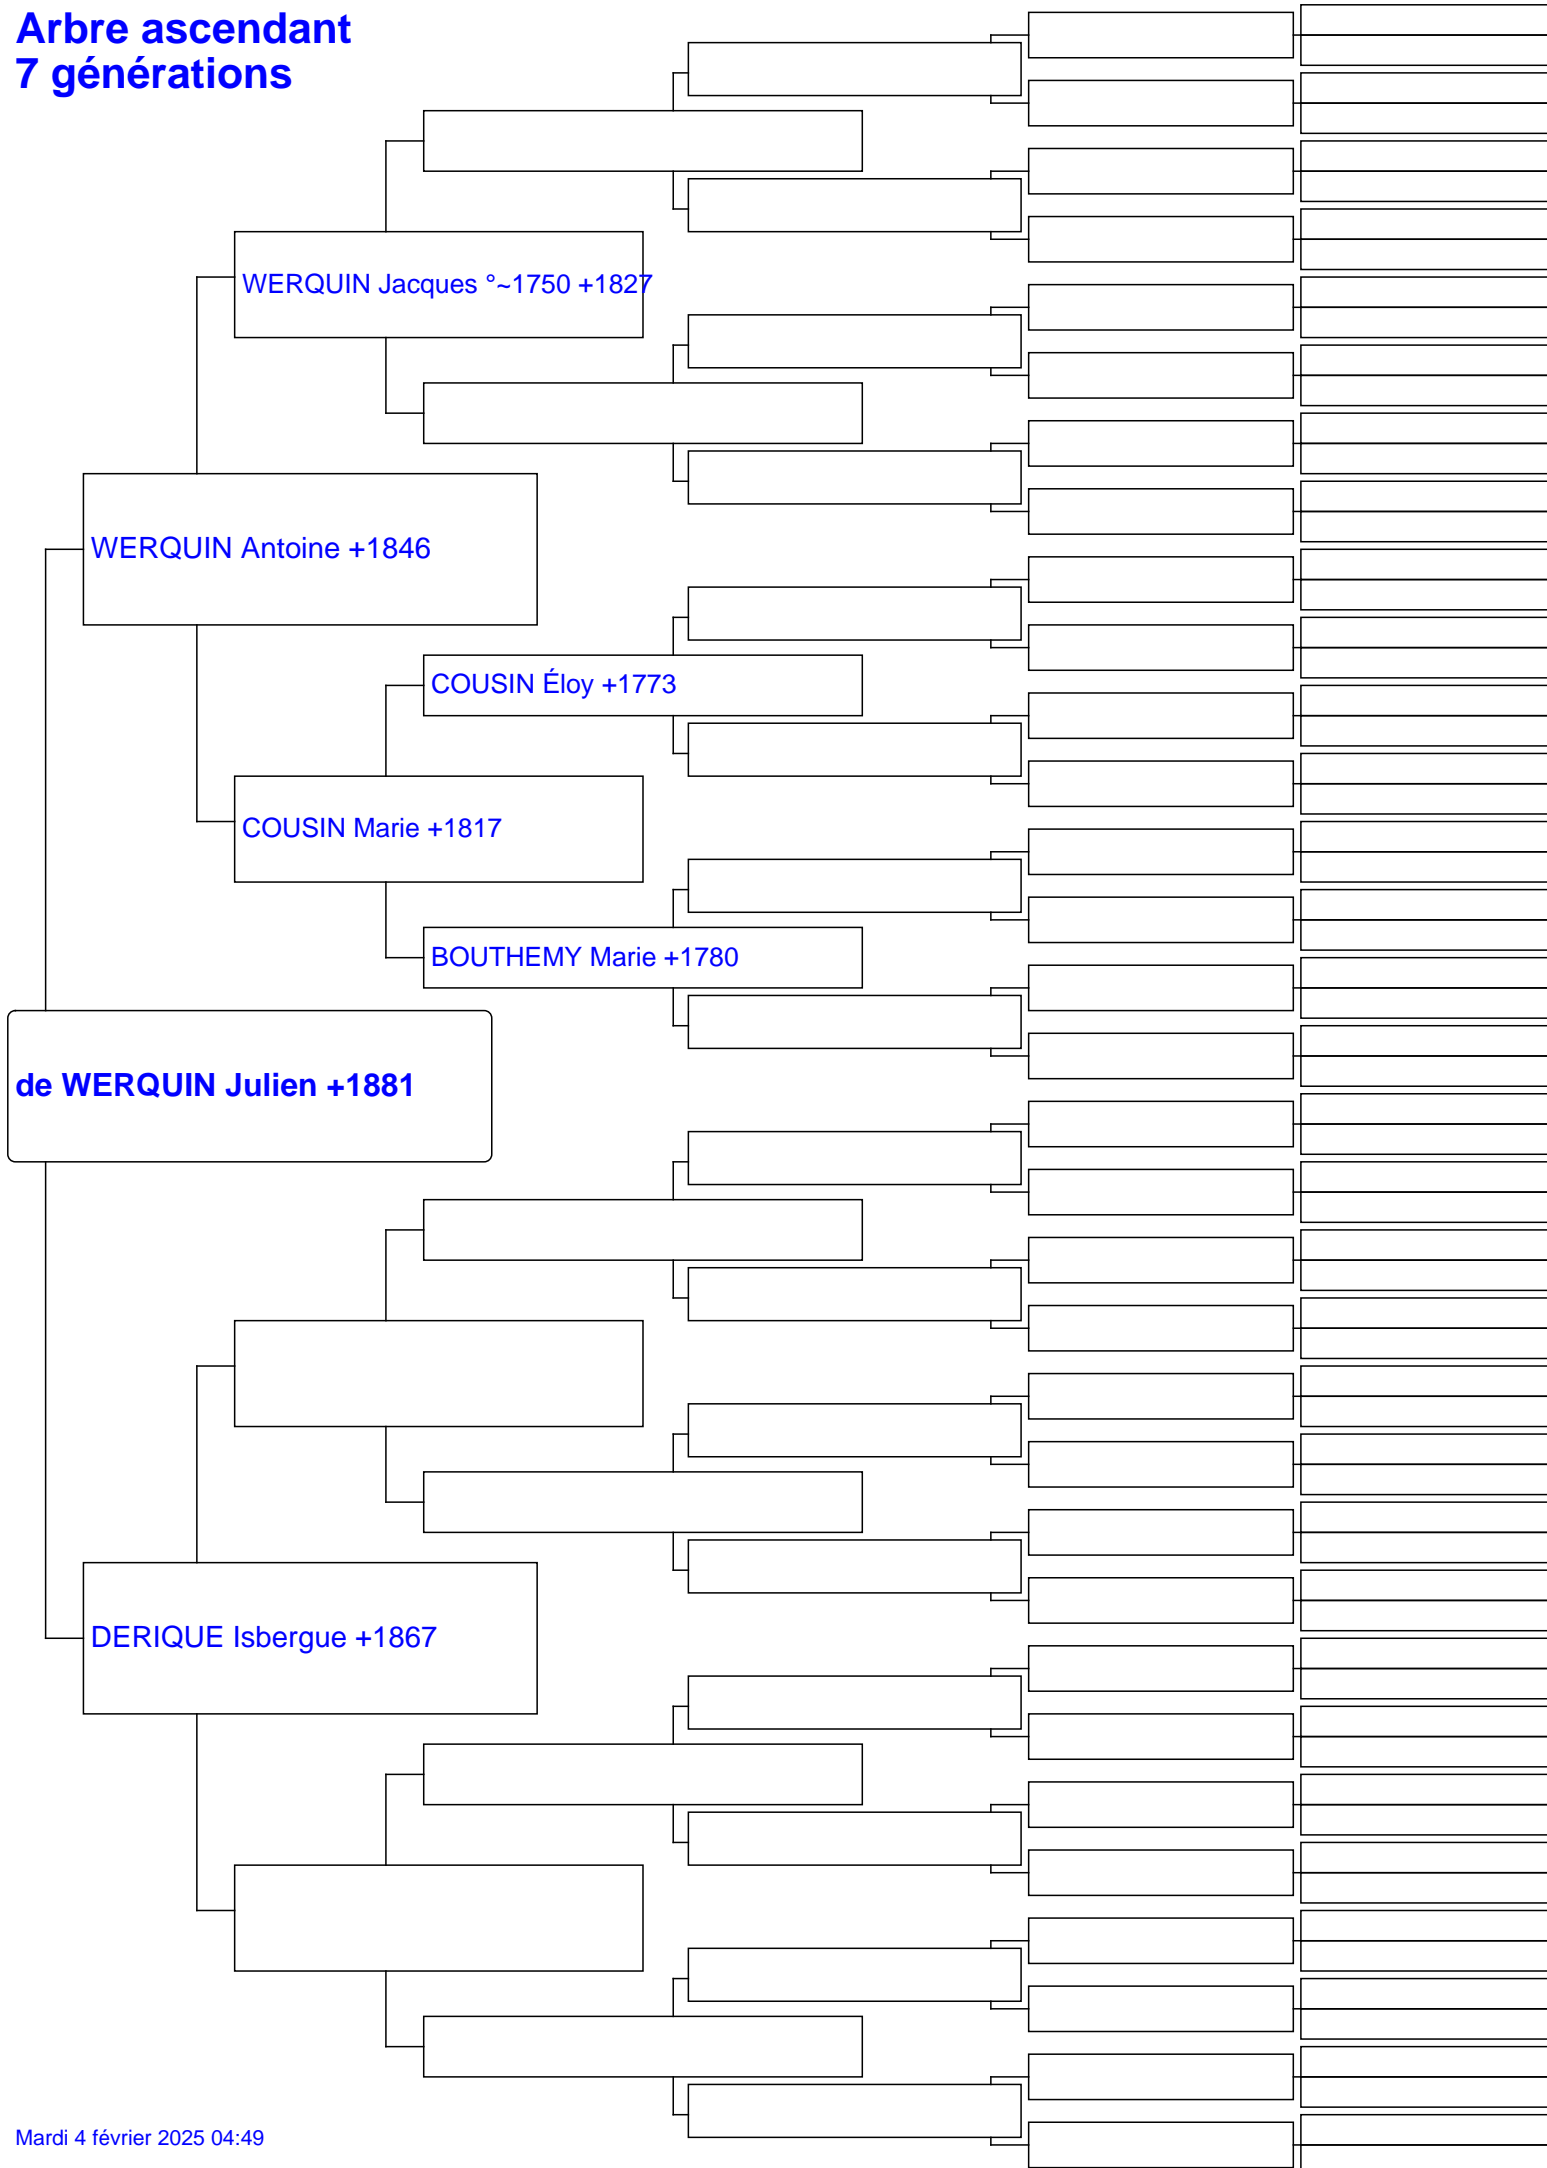 Arbre ascendant
7 générations
WERQUIN Jacques °~1750 +1827
WERQUIN Antoine +1846
COUSIN Éloy +1773
COUSIN Marie +1817
BOUTHEMY Marie +1780
de WERQUIN Julien +1881
DERIQUE Isbergue +1867
Mardi 4 février 2025 04:49